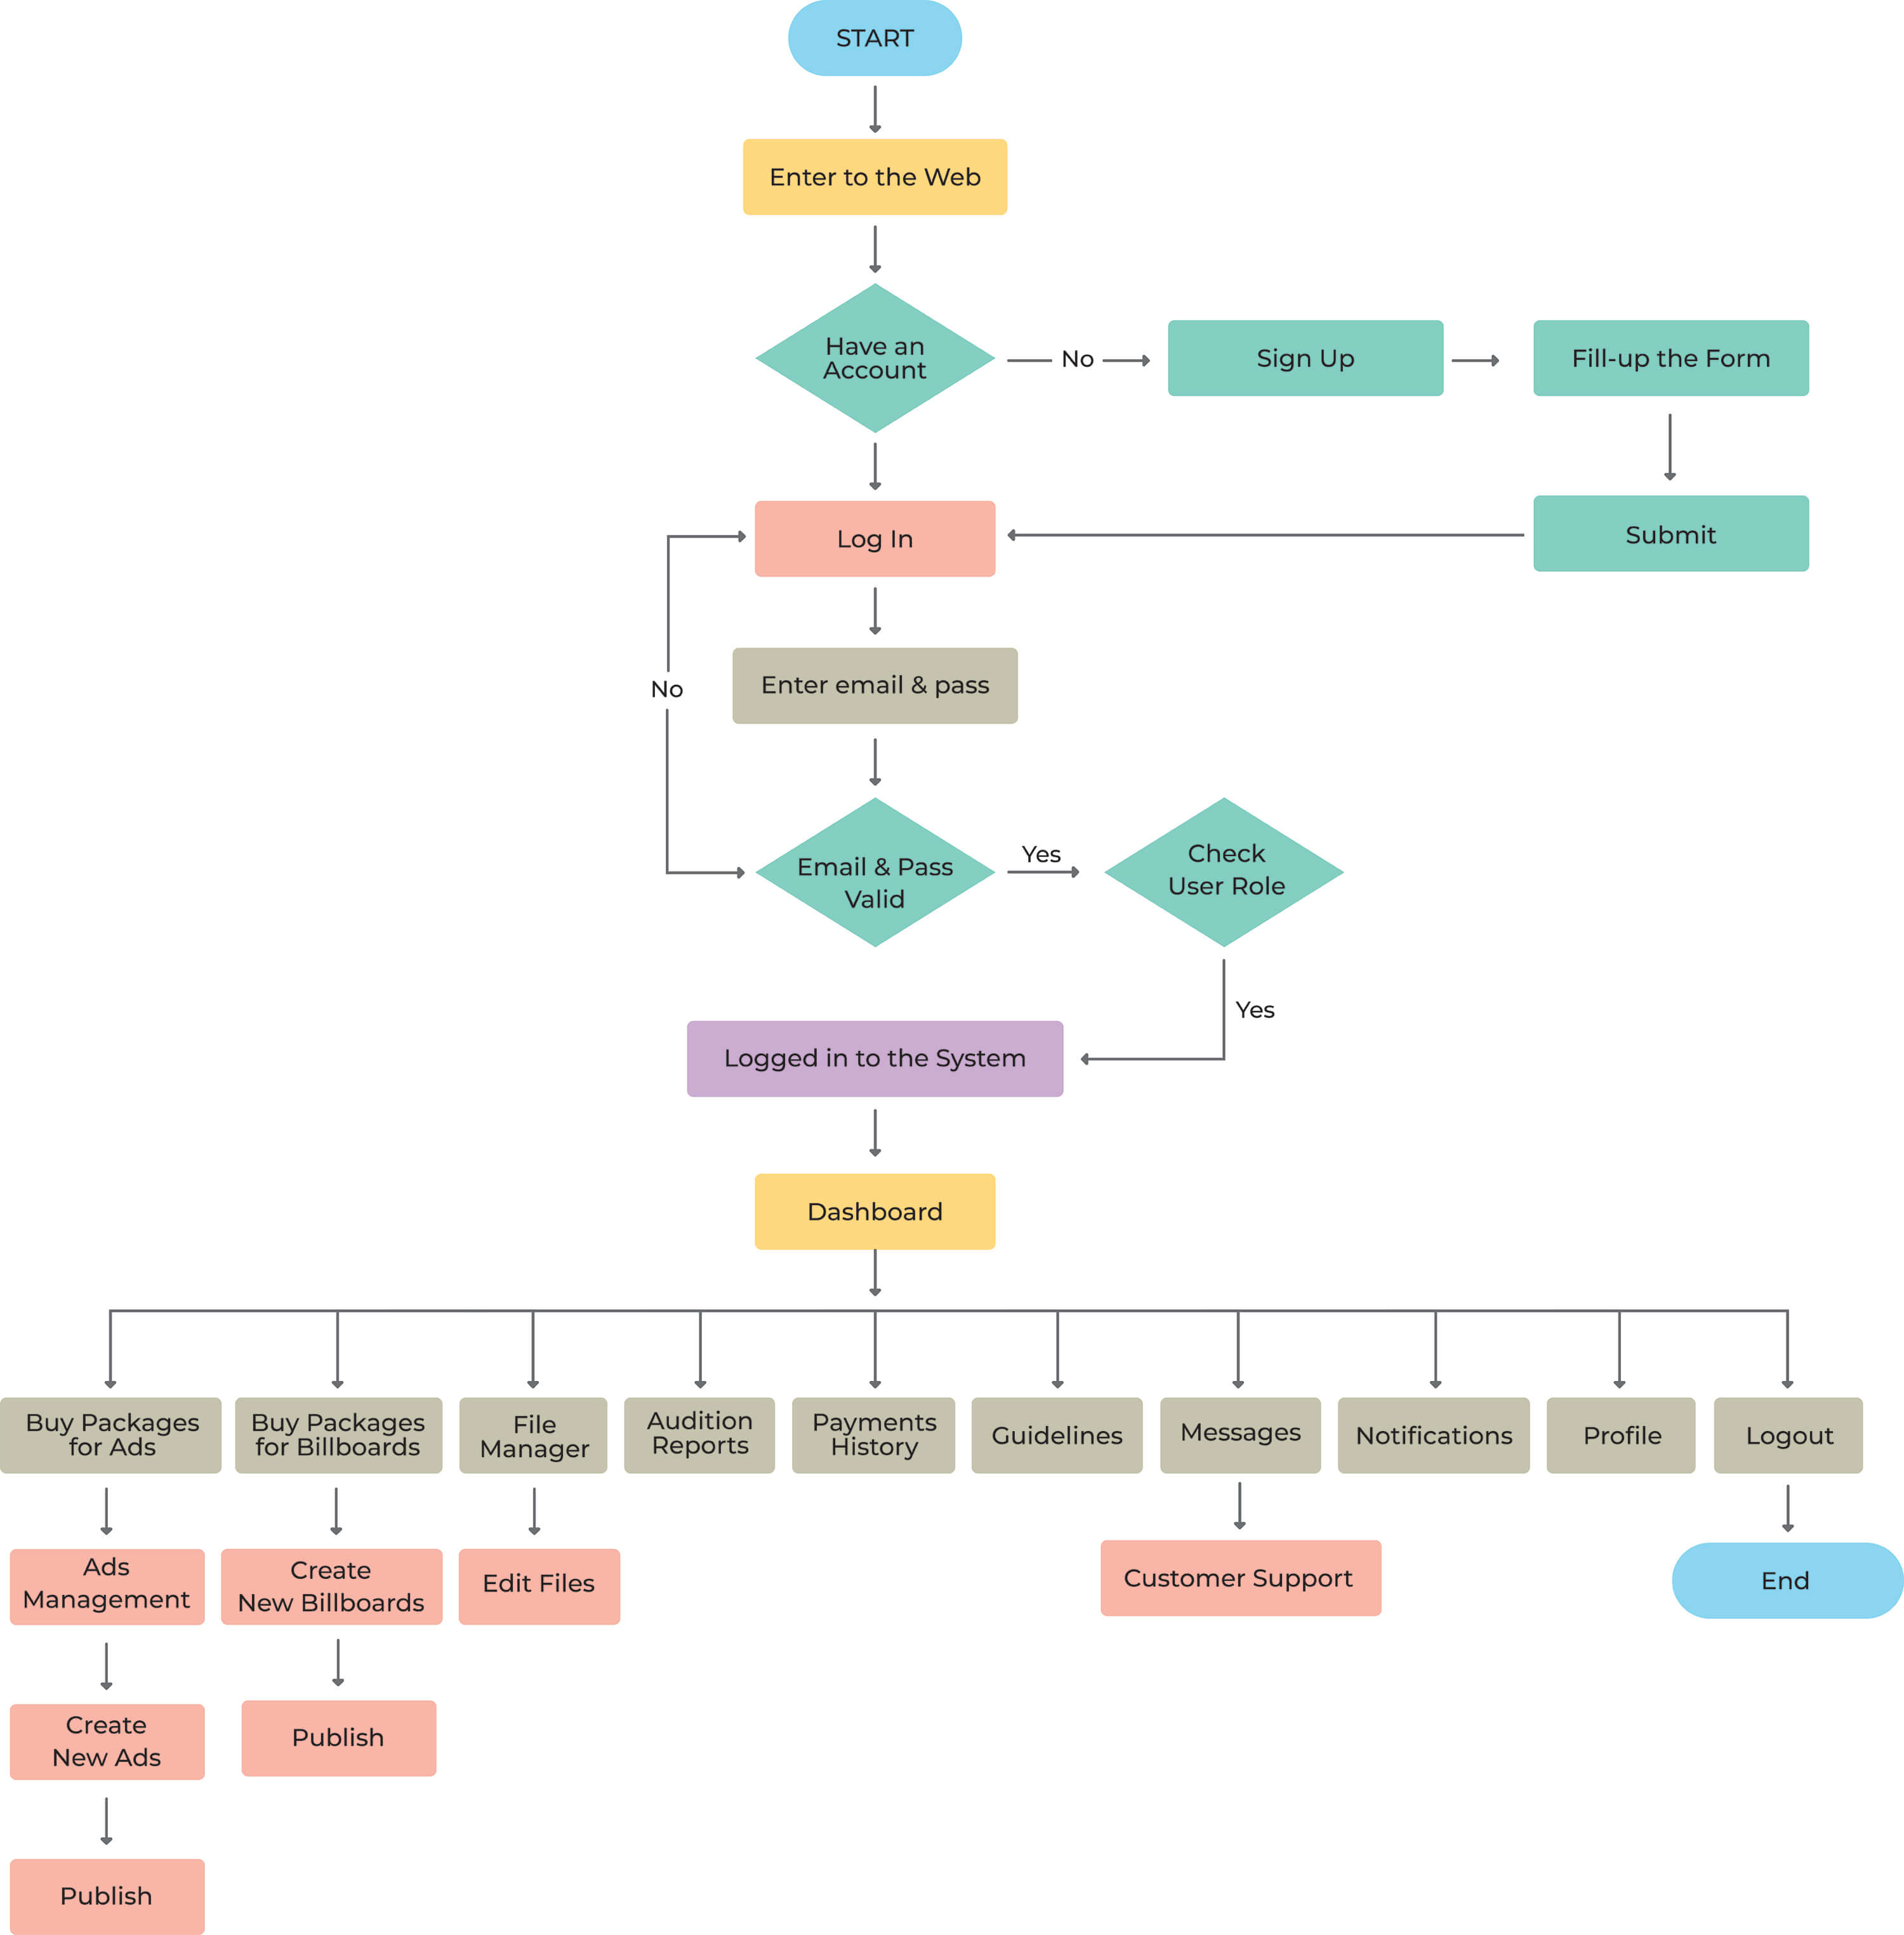 START
Enter to the Web
Have an
Account
No
Sign Up
Fill-up the Form
Submit
Log In
No
Enter email & pass
Email & Pass
Valid
Yes
Check
User Role
Yes
Logged in to the System
Dashboard
Buy Packages
for Ads
Buy Packages
for Billboards
File
Manager
Audition
Reports
Payments
History
Guidelines
Messages
Notifications
Profile
Logout
Ads
Management
Create
New Billboards
Edit Files
Customer Support
End
Create
New Ads
Publish
Publish